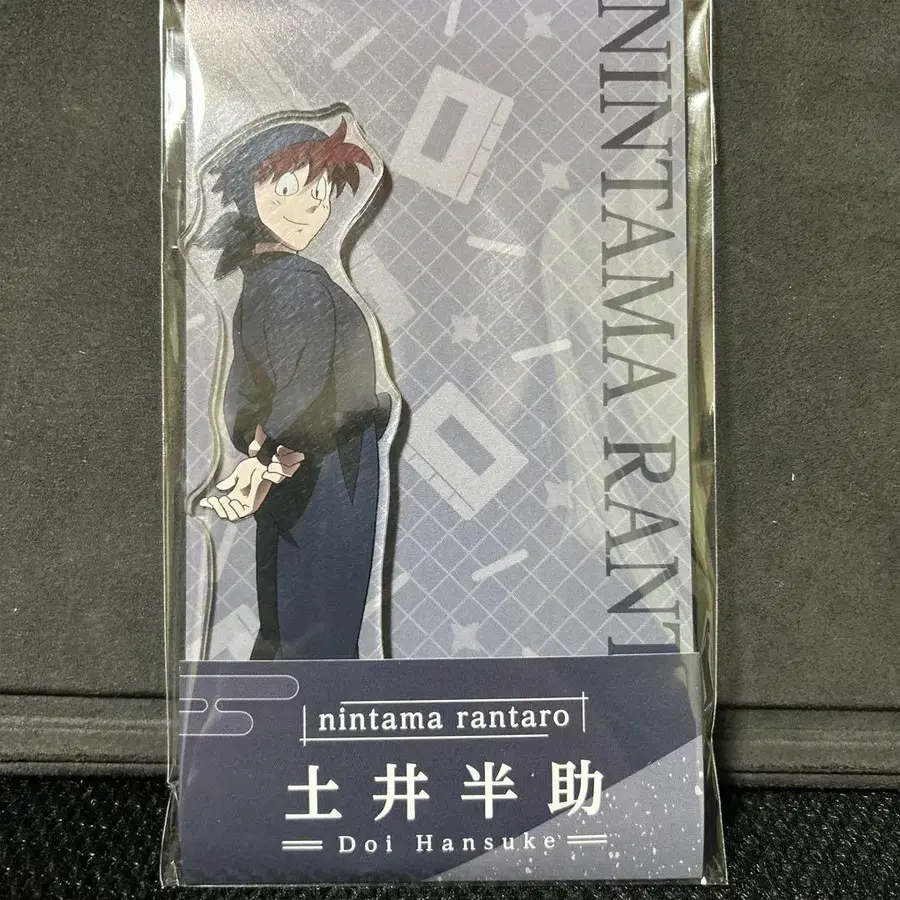 NINTAMA RANT
nintama rantaro
土井半助
Doi Hansuke